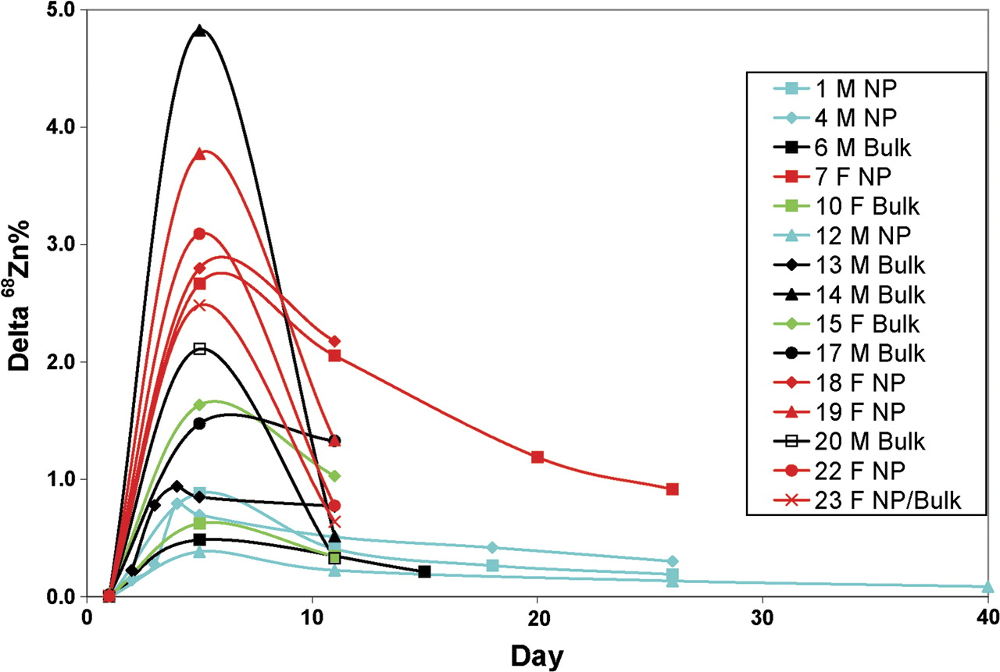 5.0
4.0
3.0
2.0
1.0
0.0
Delta ⁶⁸Zn%
0 10 20 30 40
Day
1 M NP
4 M NP
6 M Bulk
7 F NP
10 F Bulk
12 M NP
13 M Bulk
14 M Bulk
15 F Bulk
17 M Bulk
18 F NP
19 F NP
20 M Bulk
22 F NP
23 F NP/Bulk